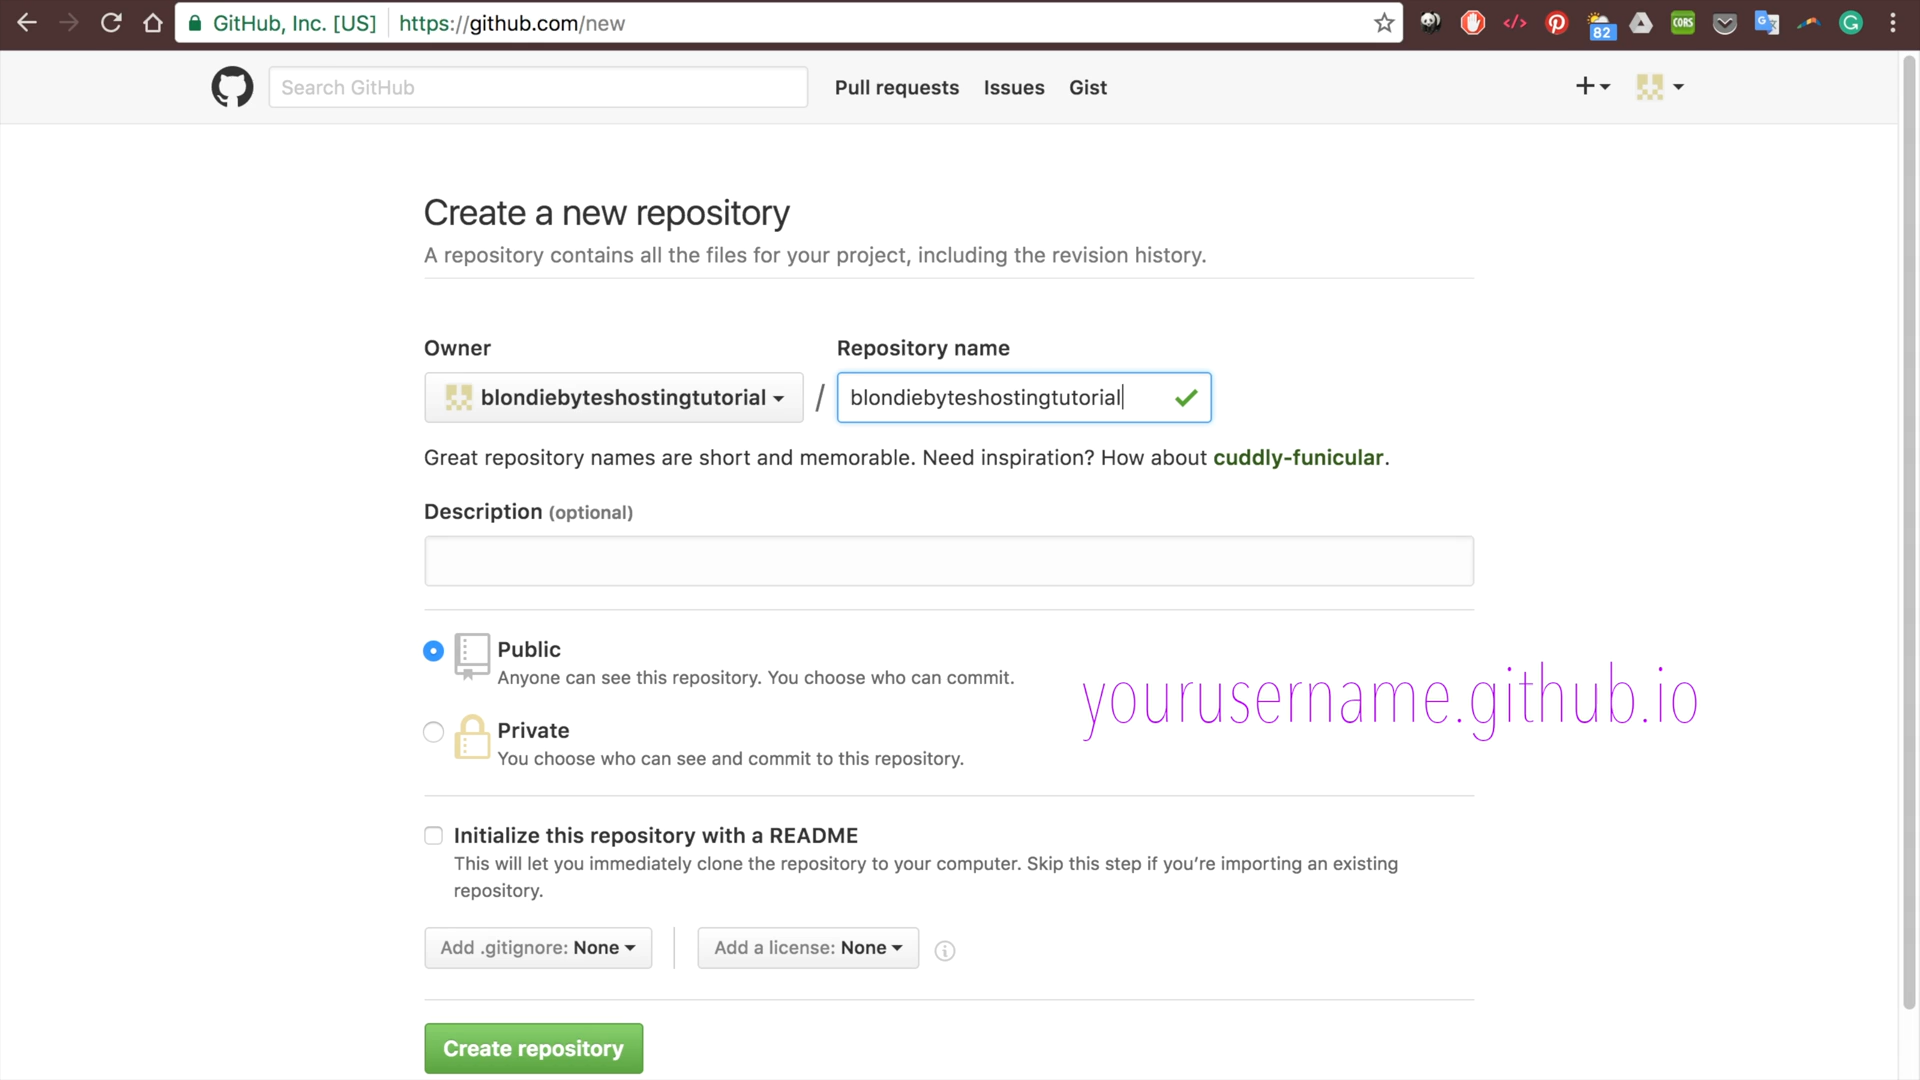 GitHub, Inc. [US] https://github.com/new
82
CORS
G
G
Search GitHub
Pull requests Issues Gist
Create a new repository
A repository contains all the files for your project, including the revision history.
Owner Repository name
blondiebyteshostingtutorial / blondiebyteshostingtutorial
Great repository names are short and memorable. Need inspiration? How about cuddly-funicular.
Description (optional)
Public
Anyone can see this repository. You choose who can commit.
yourusername.github.io
Private
You choose who can see and commit to this repository.
Initialize this repository with a README
This will let you immediately clone the repository to your computer. Skip this step if you’re importing an existing
repository.
Add .gitignore: None Add a license: None
Create repository